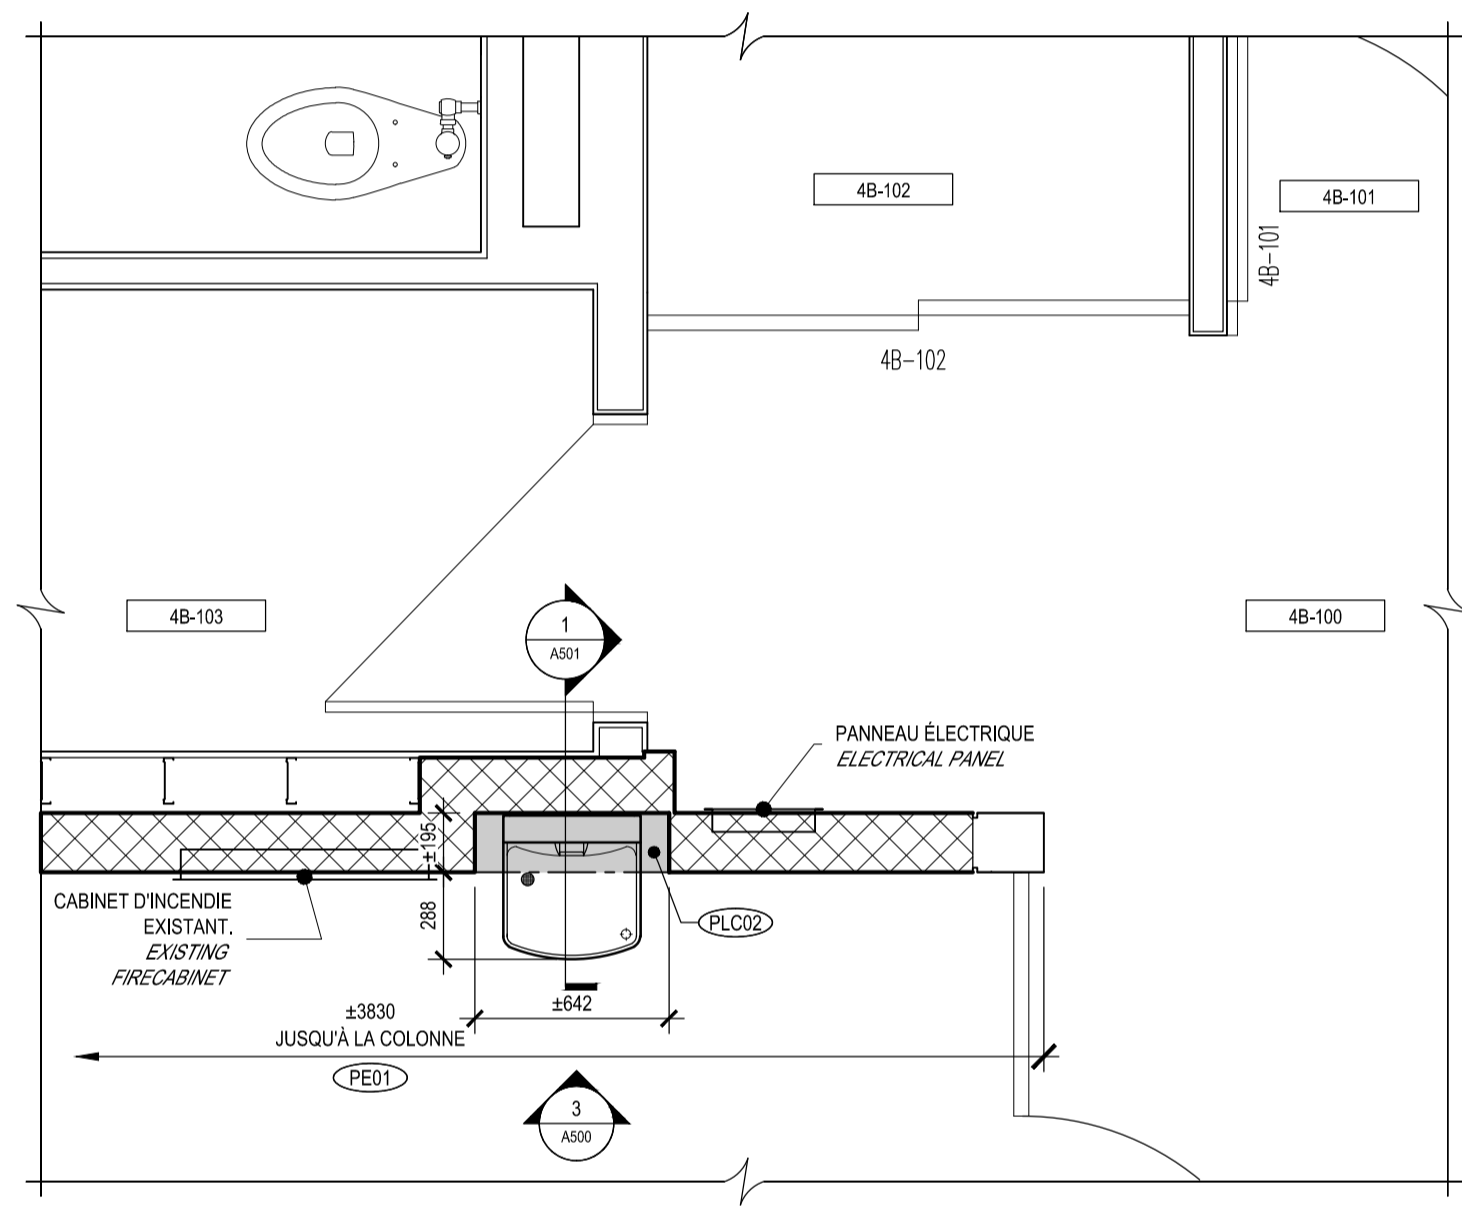 4B-102
4B-101
4B-101
4B-102
4B-103
1
A501
4B-100
PANNEAU ÉLECTRIQUE
ELECTRICAL PANEL
±195
288
CABINET D'INCENDIE
EXISTANT.
EXISTING
FIRECABINET
PLC02
±642
±3830
JUSQU'À LA COLONNE
PE01
3
A500